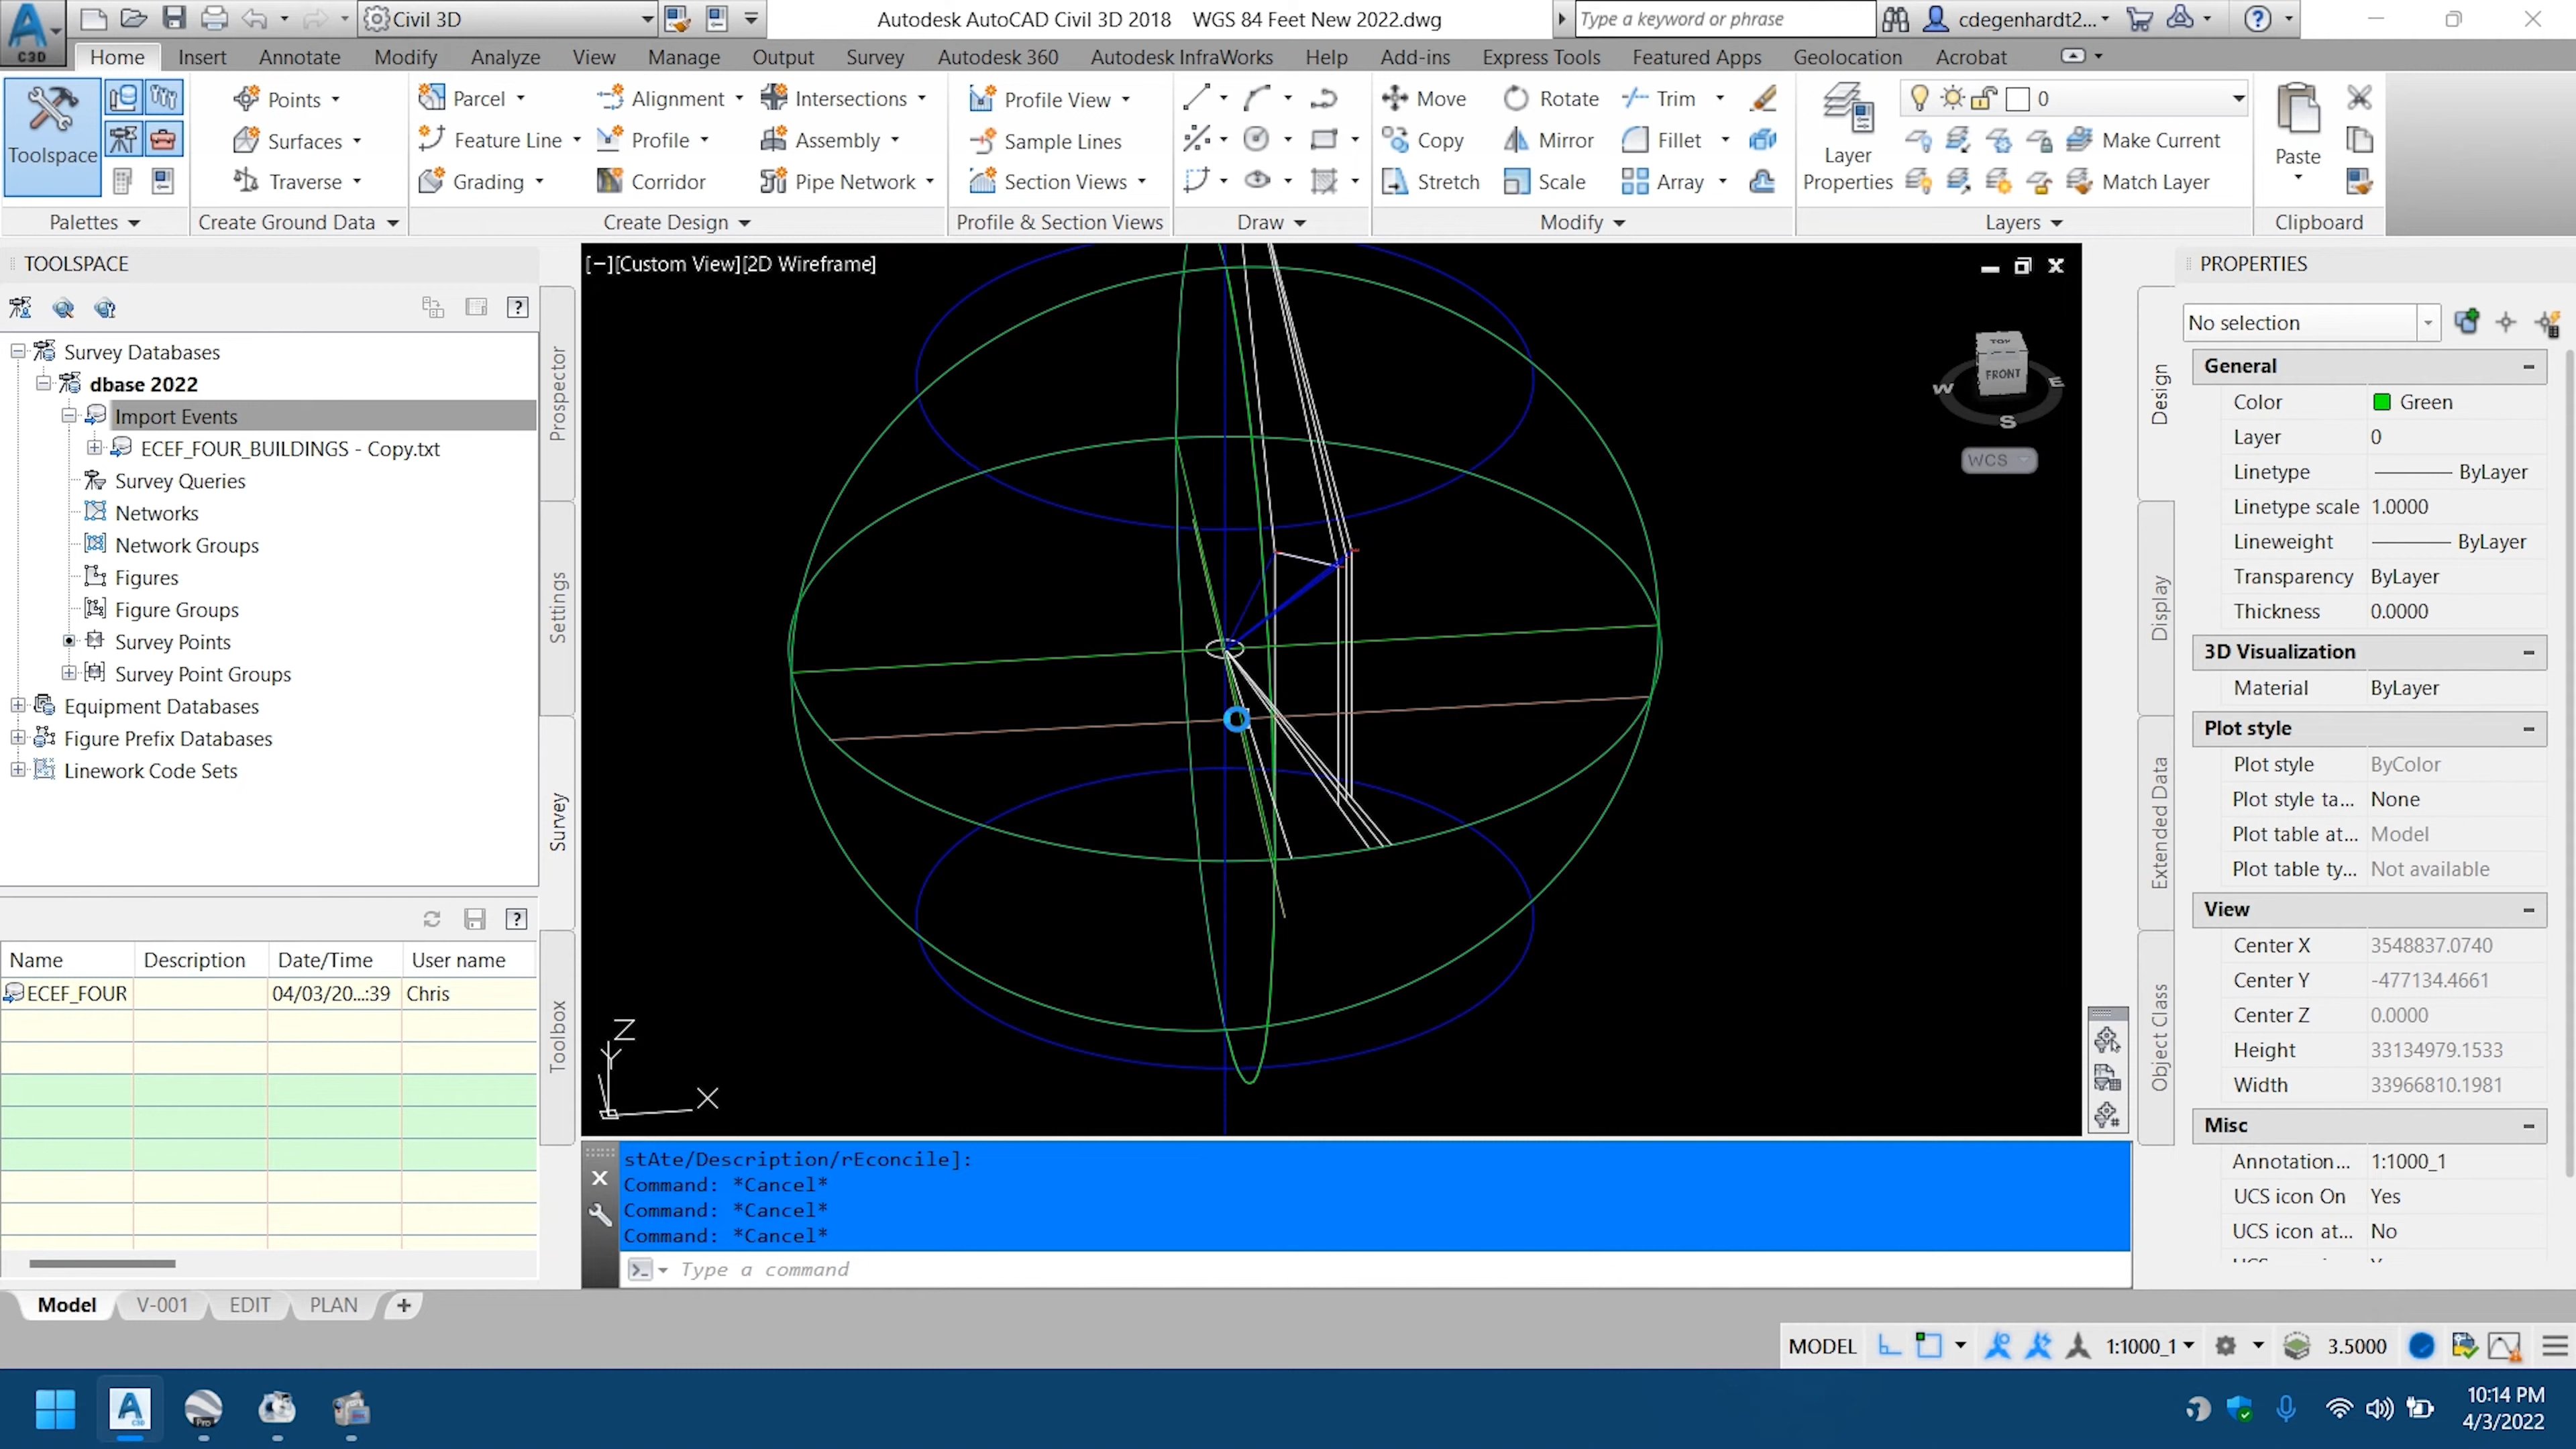 Civil 3D
Autodesk AutoCAD Civil 3D 2018 WGS 84 Feet New 2022.dwg
Type a keyword or phrase
cdegenhardt2...
C3D
Home Insert Annotate Modify Analyze View Manage Output Survey Autodesk 360 Autodesk InfraWorks Help Add-ins Express Tools Featured Apps Geolocation Acrobat
Toolspace
Points
Surfaces
Traverse
Parcel
Feature Line
Grading
Alignment
Profile
Corridor
Intersections
Assembly
Pipe Network
Profile View
Sample Lines
Section Views
Move
Copy
Stretch
Rotate
Mirror
Scale
Trim
Fillet
Array
Layer
Properties
0
Make Current
Match Layer
Paste
Palettes
Create Ground Data
Create Design
Profile & Section Views
Draw
Modify
Layers
Clipboard
TOOLSPACE
Survey Databases
dbase 2022
Import Events
ECEF_FOUR_BUILDINGS - Copy.txt
Survey Queries
Networks
Network Groups
Figures
Figure Groups
Survey Points
Survey Point Groups
Equipment Databases
Figure Prefix Databases
Linework Code Sets
Prospector
Settings
Survey
Toolbox
Name Description Date/Time User name
ECEF_FOUR 04/03/20...:39 Chris
[−][Custom View][2D Wireframe]
TOP
FRONT
W
E
S
WCS
Z
Y
X
stAte/Description/rEconcile]:
Command: *Cancel*
Command: *Cancel*
Command: *Cancel*
Type a command
PROPERTIES
Design
Display
Extended Data
Object Class
No selection
General
Color Green
Layer 0
Linetype ByLayer
Linetype scale 1.0000
Lineweight ByLayer
Transparency ByLayer
Thickness 0.0000
3D Visualization
Material ByLayer
Plot style
Plot style ByColor
Plot style ta... None
Plot table at... Model
Plot table ty... Not available
View
Center X 3548837.0740
Center Y -477134.4661
Center Z 0.0000
Height 33134979.1533
Width 33966810.1981
Misc
Annotation... 1:1000_1
UCS icon On Yes
UCS icon at... No
Model V-001 EDIT PLAN
MODEL 1:1000_1 3.5000
A
C3D
Pro
10:14 PM
4/3/2022